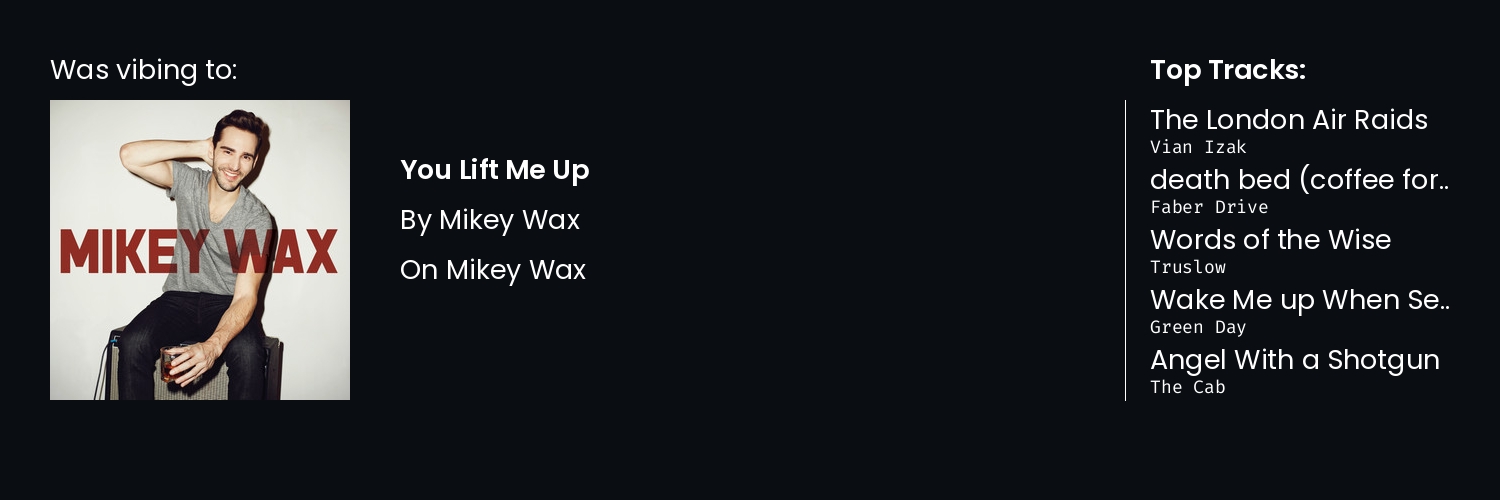 Was vibing to:
MIKEY WAX
You Lift Me Up
By Mikey Wax
On Mikey Wax
Top Tracks:
The London Air Raids
Vian Izak
death bed (coffee for..
Faber Drive
Words of the Wise
Truslow
Wake Me up When Se..
Green Day
Angel With a Shotgun
The Cab